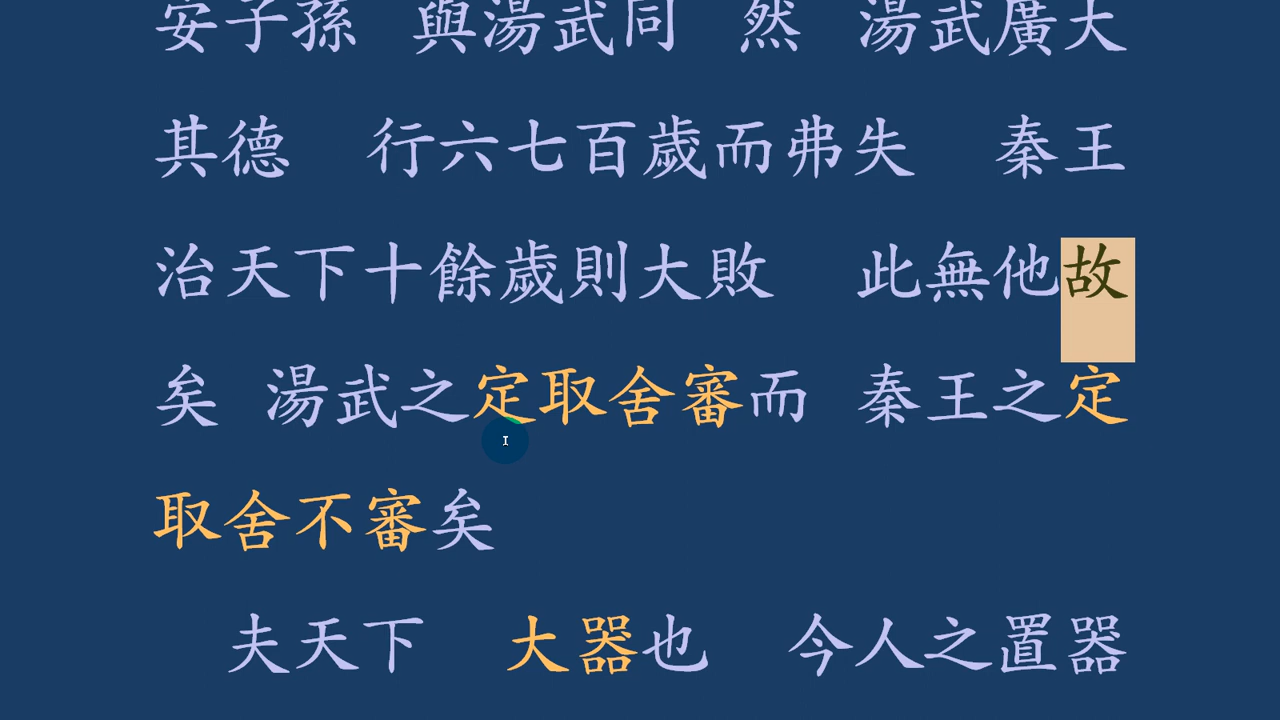 安子孫　與湯武同　然　湯武廣大
其德　行六七百歲而弗失　秦王
治天下十餘歲則大敗　此無他故
矣　湯武之定取舍審而　秦王之定
取舍不審矣
夫天下　大器也　今人之置器